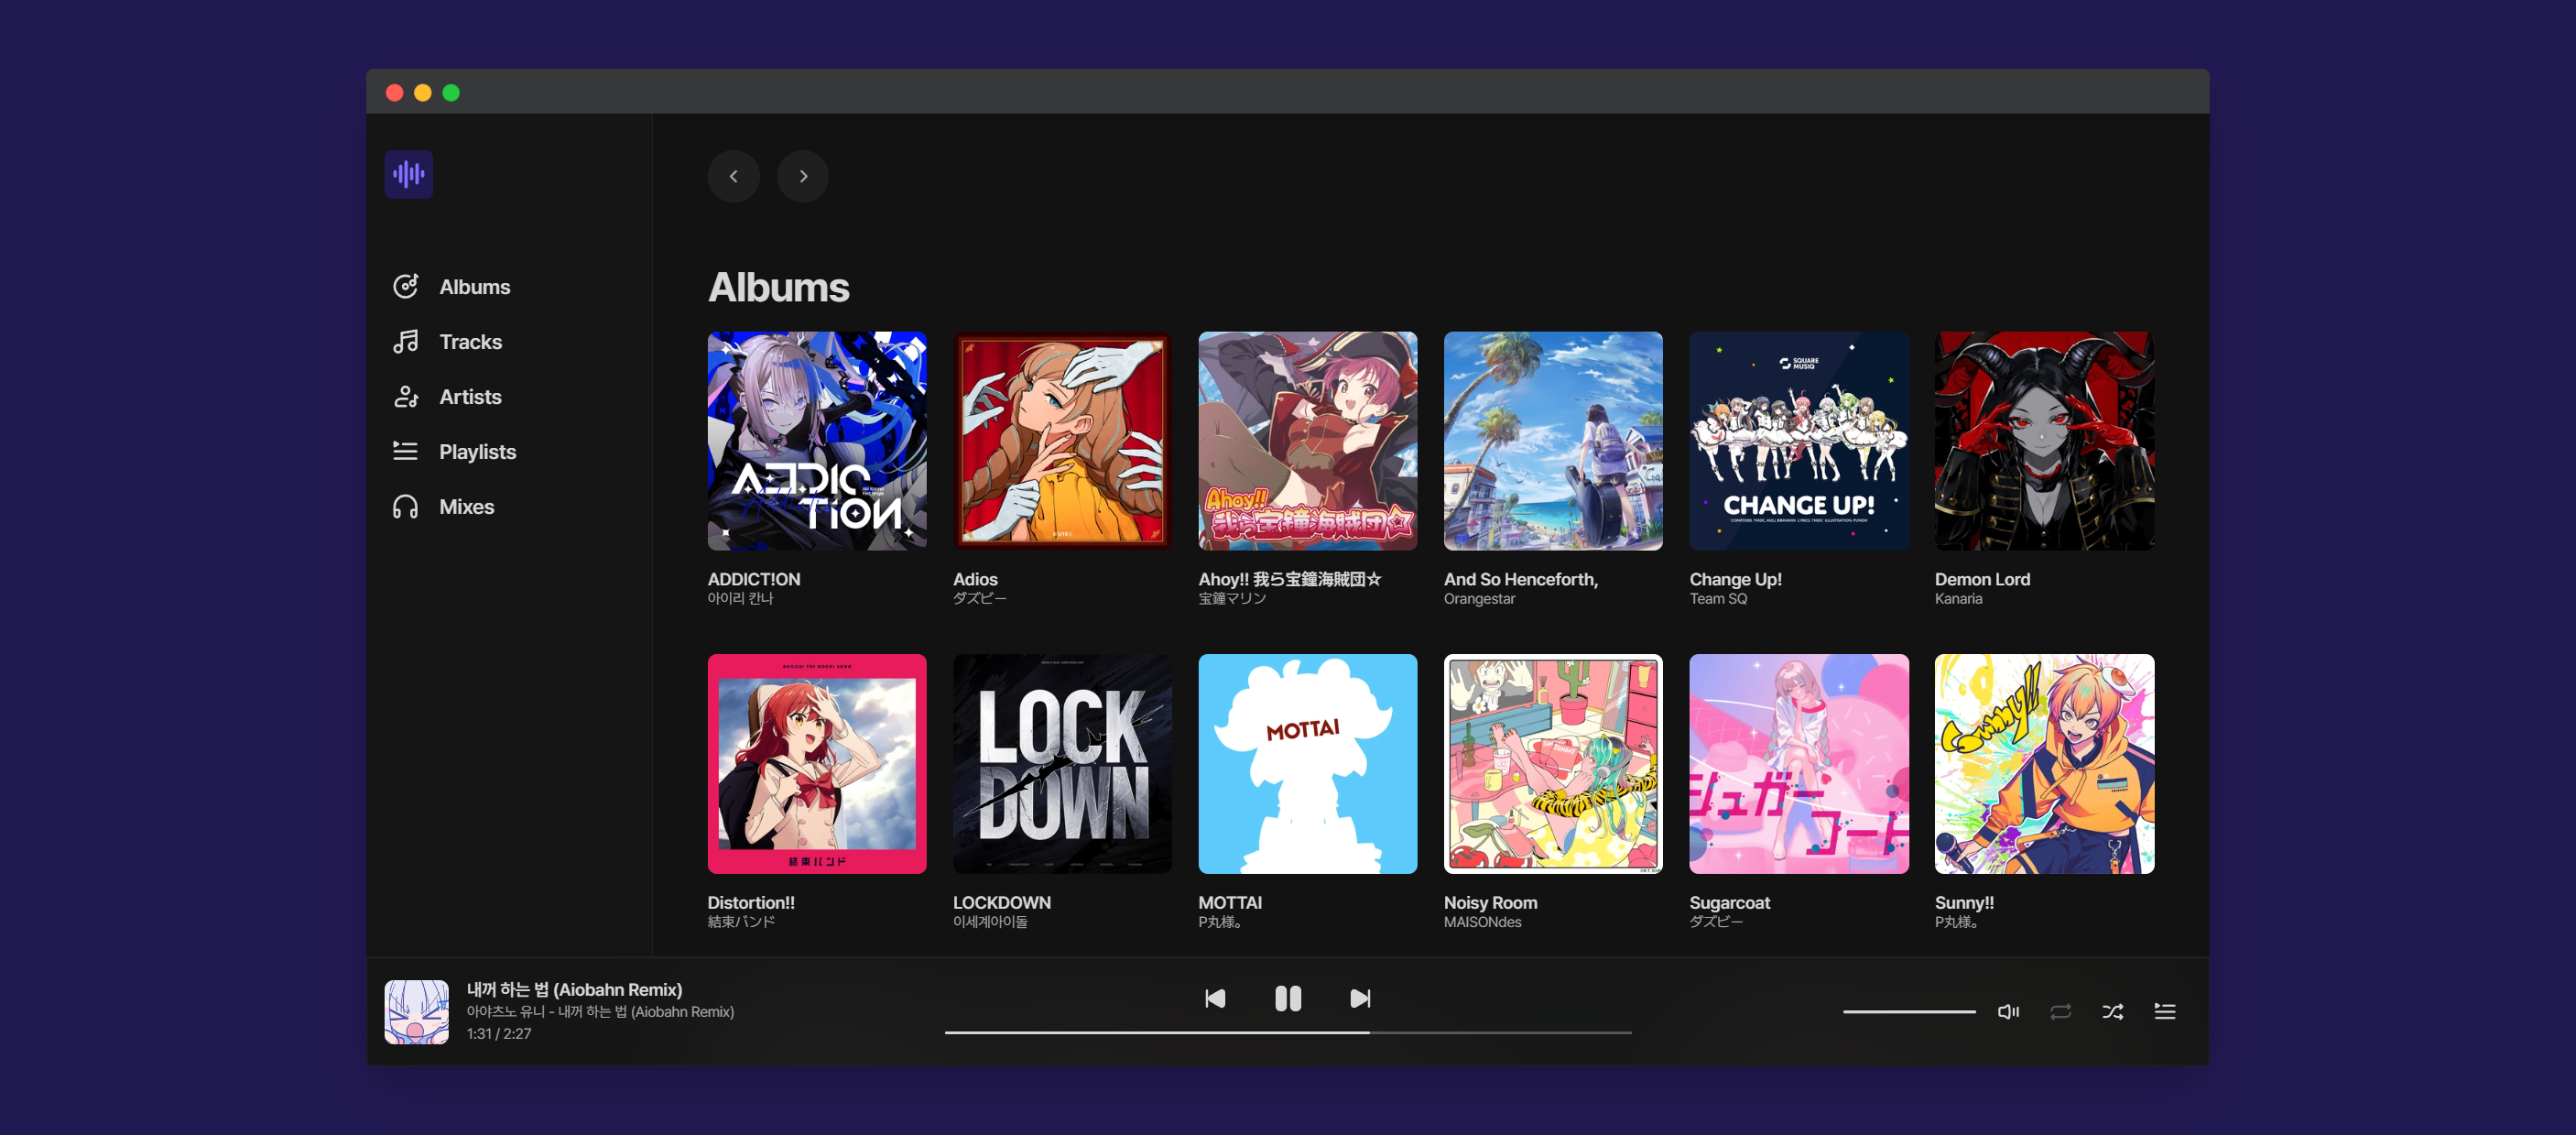 Albums
Tracks
Artists
Playlists
Mixes
Albums
ADDICTION
SQUARE
MUSIQ
CHANGE UP!
Ahoy!!
我ら宝鐘海賊団☆
ADDICT!ON
아이리 칸나
Adios
ダズビー
Ahoy!! 我ら宝鐘海賊団☆
宝鐘マリン
And So Henceforth,
Orangestar
Change Up!
Team SQ
Demon Lord
Kanaria
BOCCHI THE ROCK! SHOW
結束バンド
LOCK
DOWN
MOTTAI
シュガー
コート
Sunny!!
Distortion!!
結束バンド
LOCKDOWN
이세계아이돌
MOTTAI
P丸様。
Noisy Room
MAISONdes
Sugarcoat
ダズビー
Sunny!!
P丸様。
내꺼 하는 법 (Aiobahn Remix)
아야츠노 유니 - 내꺼 하는 법 (Aiobahn Remix)
1:31 / 2:27